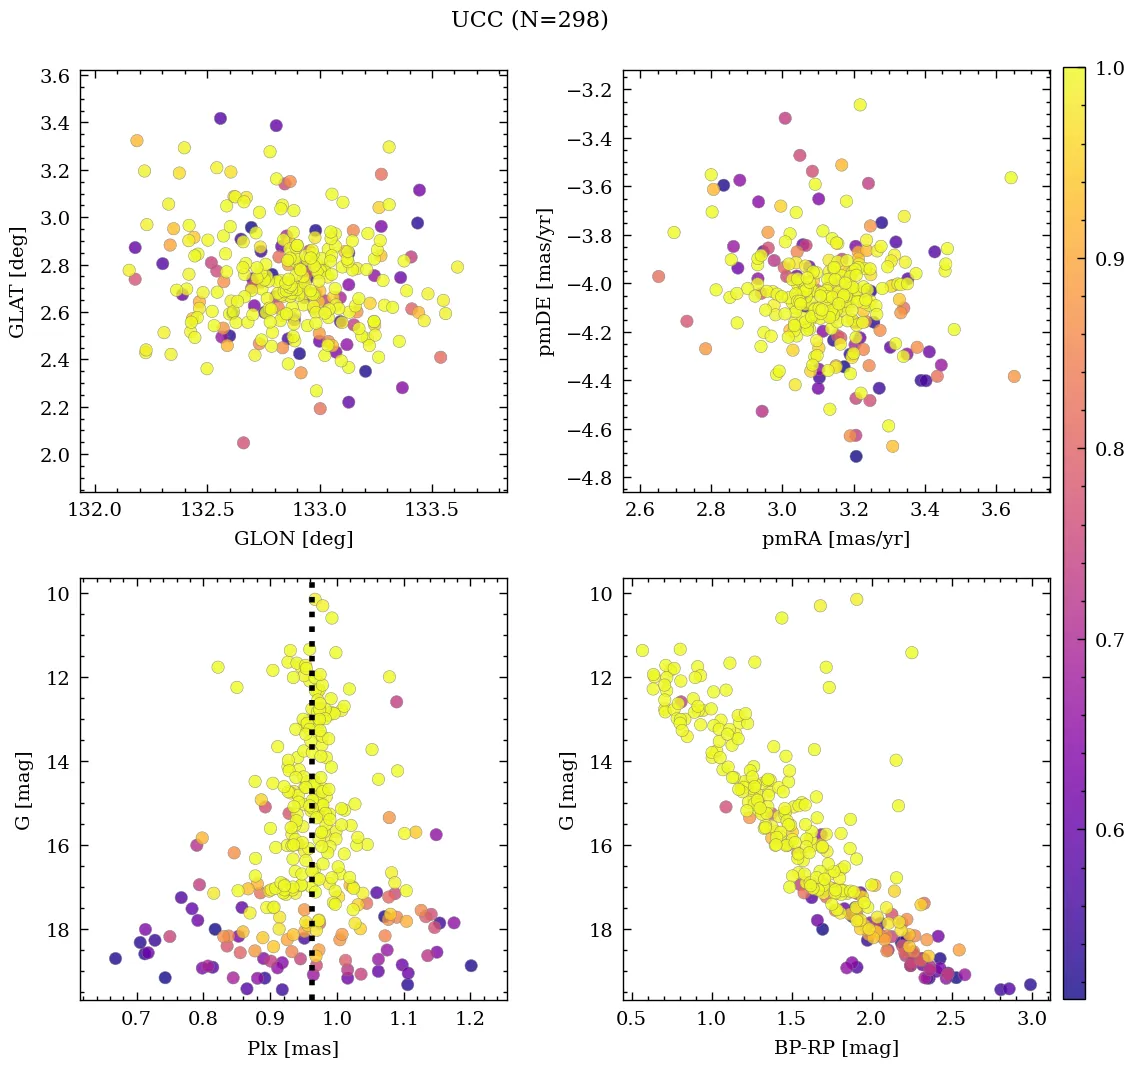 UCC (N=298)
3.6
3.4
3.2
3.0
2.8
2.6
2.4
2.2
2.0
GLAT [deg]
132.0 132.5 133.0 133.5
GLON [deg]
−3.2
−3.4
−3.6
−3.8
−4.0
−4.2
−4.4
−4.6
−4.8
pmDE [mas/yr]
2.6 2.8 3.0 3.2 3.4 3.6
pmRA [mas/yr]
10
12
14
16
18
G [mag]
0.7 0.8 0.9 1.0 1.1 1.2
Plx [mas]
10
12
14
16
18
G [mag]
0.5 1.0 1.5 2.0 2.5 3.0
BP-RP [mag]
1.0
0.9
0.8
0.7
0.6